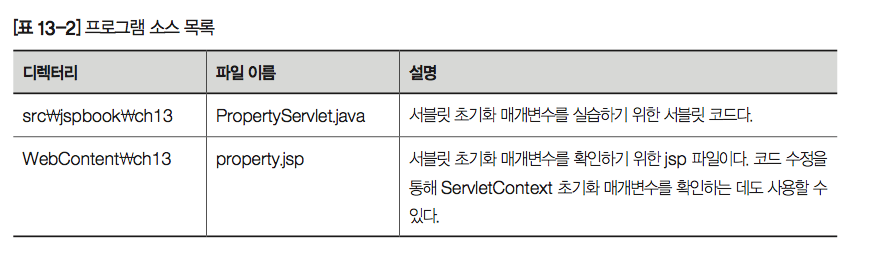 [표 13-2] 프로그램 소스 목록
디렉터리 파일 이름 설명
src₩jspbook₩ch13 PropertyServlet.java 서블릿 초기화 매개변수를 실습하기 위한 서블릿 코드다.
WebContent₩ch13 property.jsp 서블릿 초기화 매개변수를 확인하기 위한 jsp 파일이다. 코드 수정을
통해 ServletContext 초기화 매개변수를 확인하는 데도 사용할 수
있다.